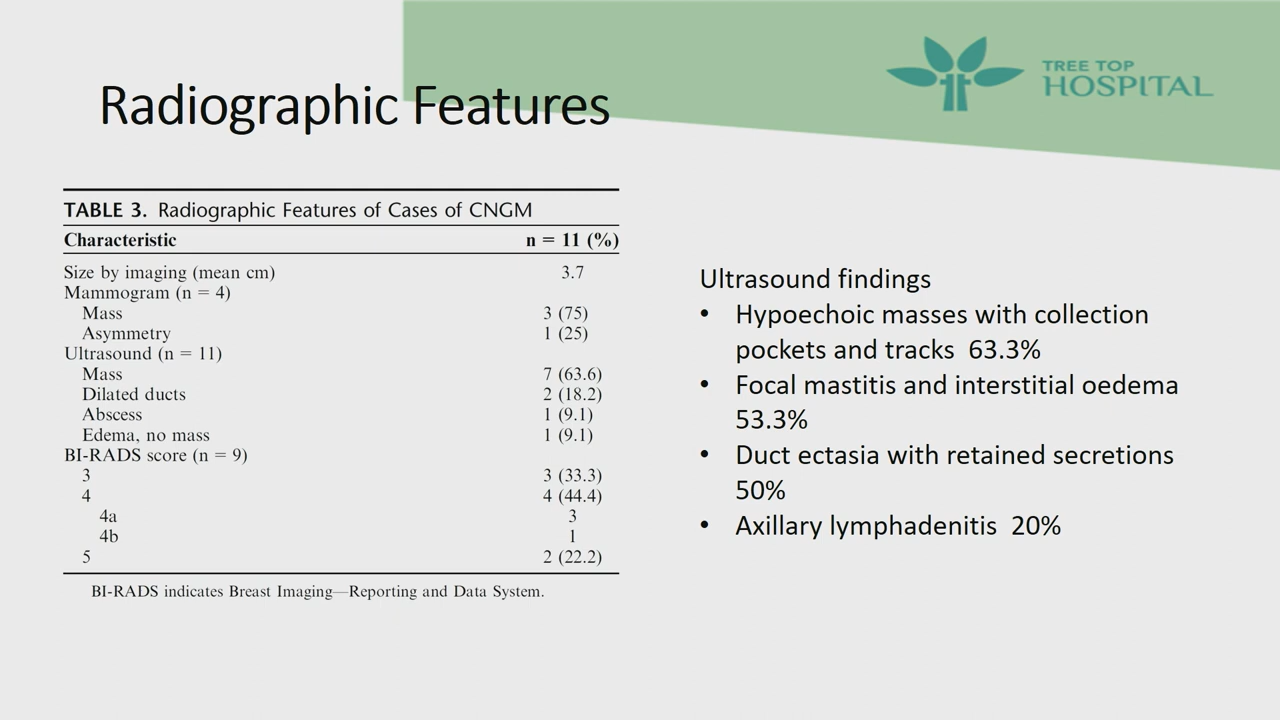 TREE TOP
HOSPITAL
Radiographic Features
TABLE 3. Radiographic Features of Cases of CNGM
Characteristic n = 11 (%)
Size by imaging (mean cm) 3.7
Mammogram (n = 4)
Mass 3 (75)
Asymmetry 1 (25)
Ultrasound (n = 11)
Mass 7 (63.6)
Dilated ducts 2 (18.2)
Abscess 1 (9.1)
Edema, no mass 1 (9.1)
BI-RADS score (n = 9)
3 3 (33.3)
4 4 (44.4)
4a 3
4b 1
5 2 (22.2)
BI-RADS indicates Breast Imaging—Reporting and Data System.
Ultrasound findings
• Hypoechoic masses with collection
pockets and tracks 63.3%
• Focal mastitis and interstitial oedema
53.3%
• Duct ectasia with retained secretions
50%
• Axillary lymphadenitis 20%